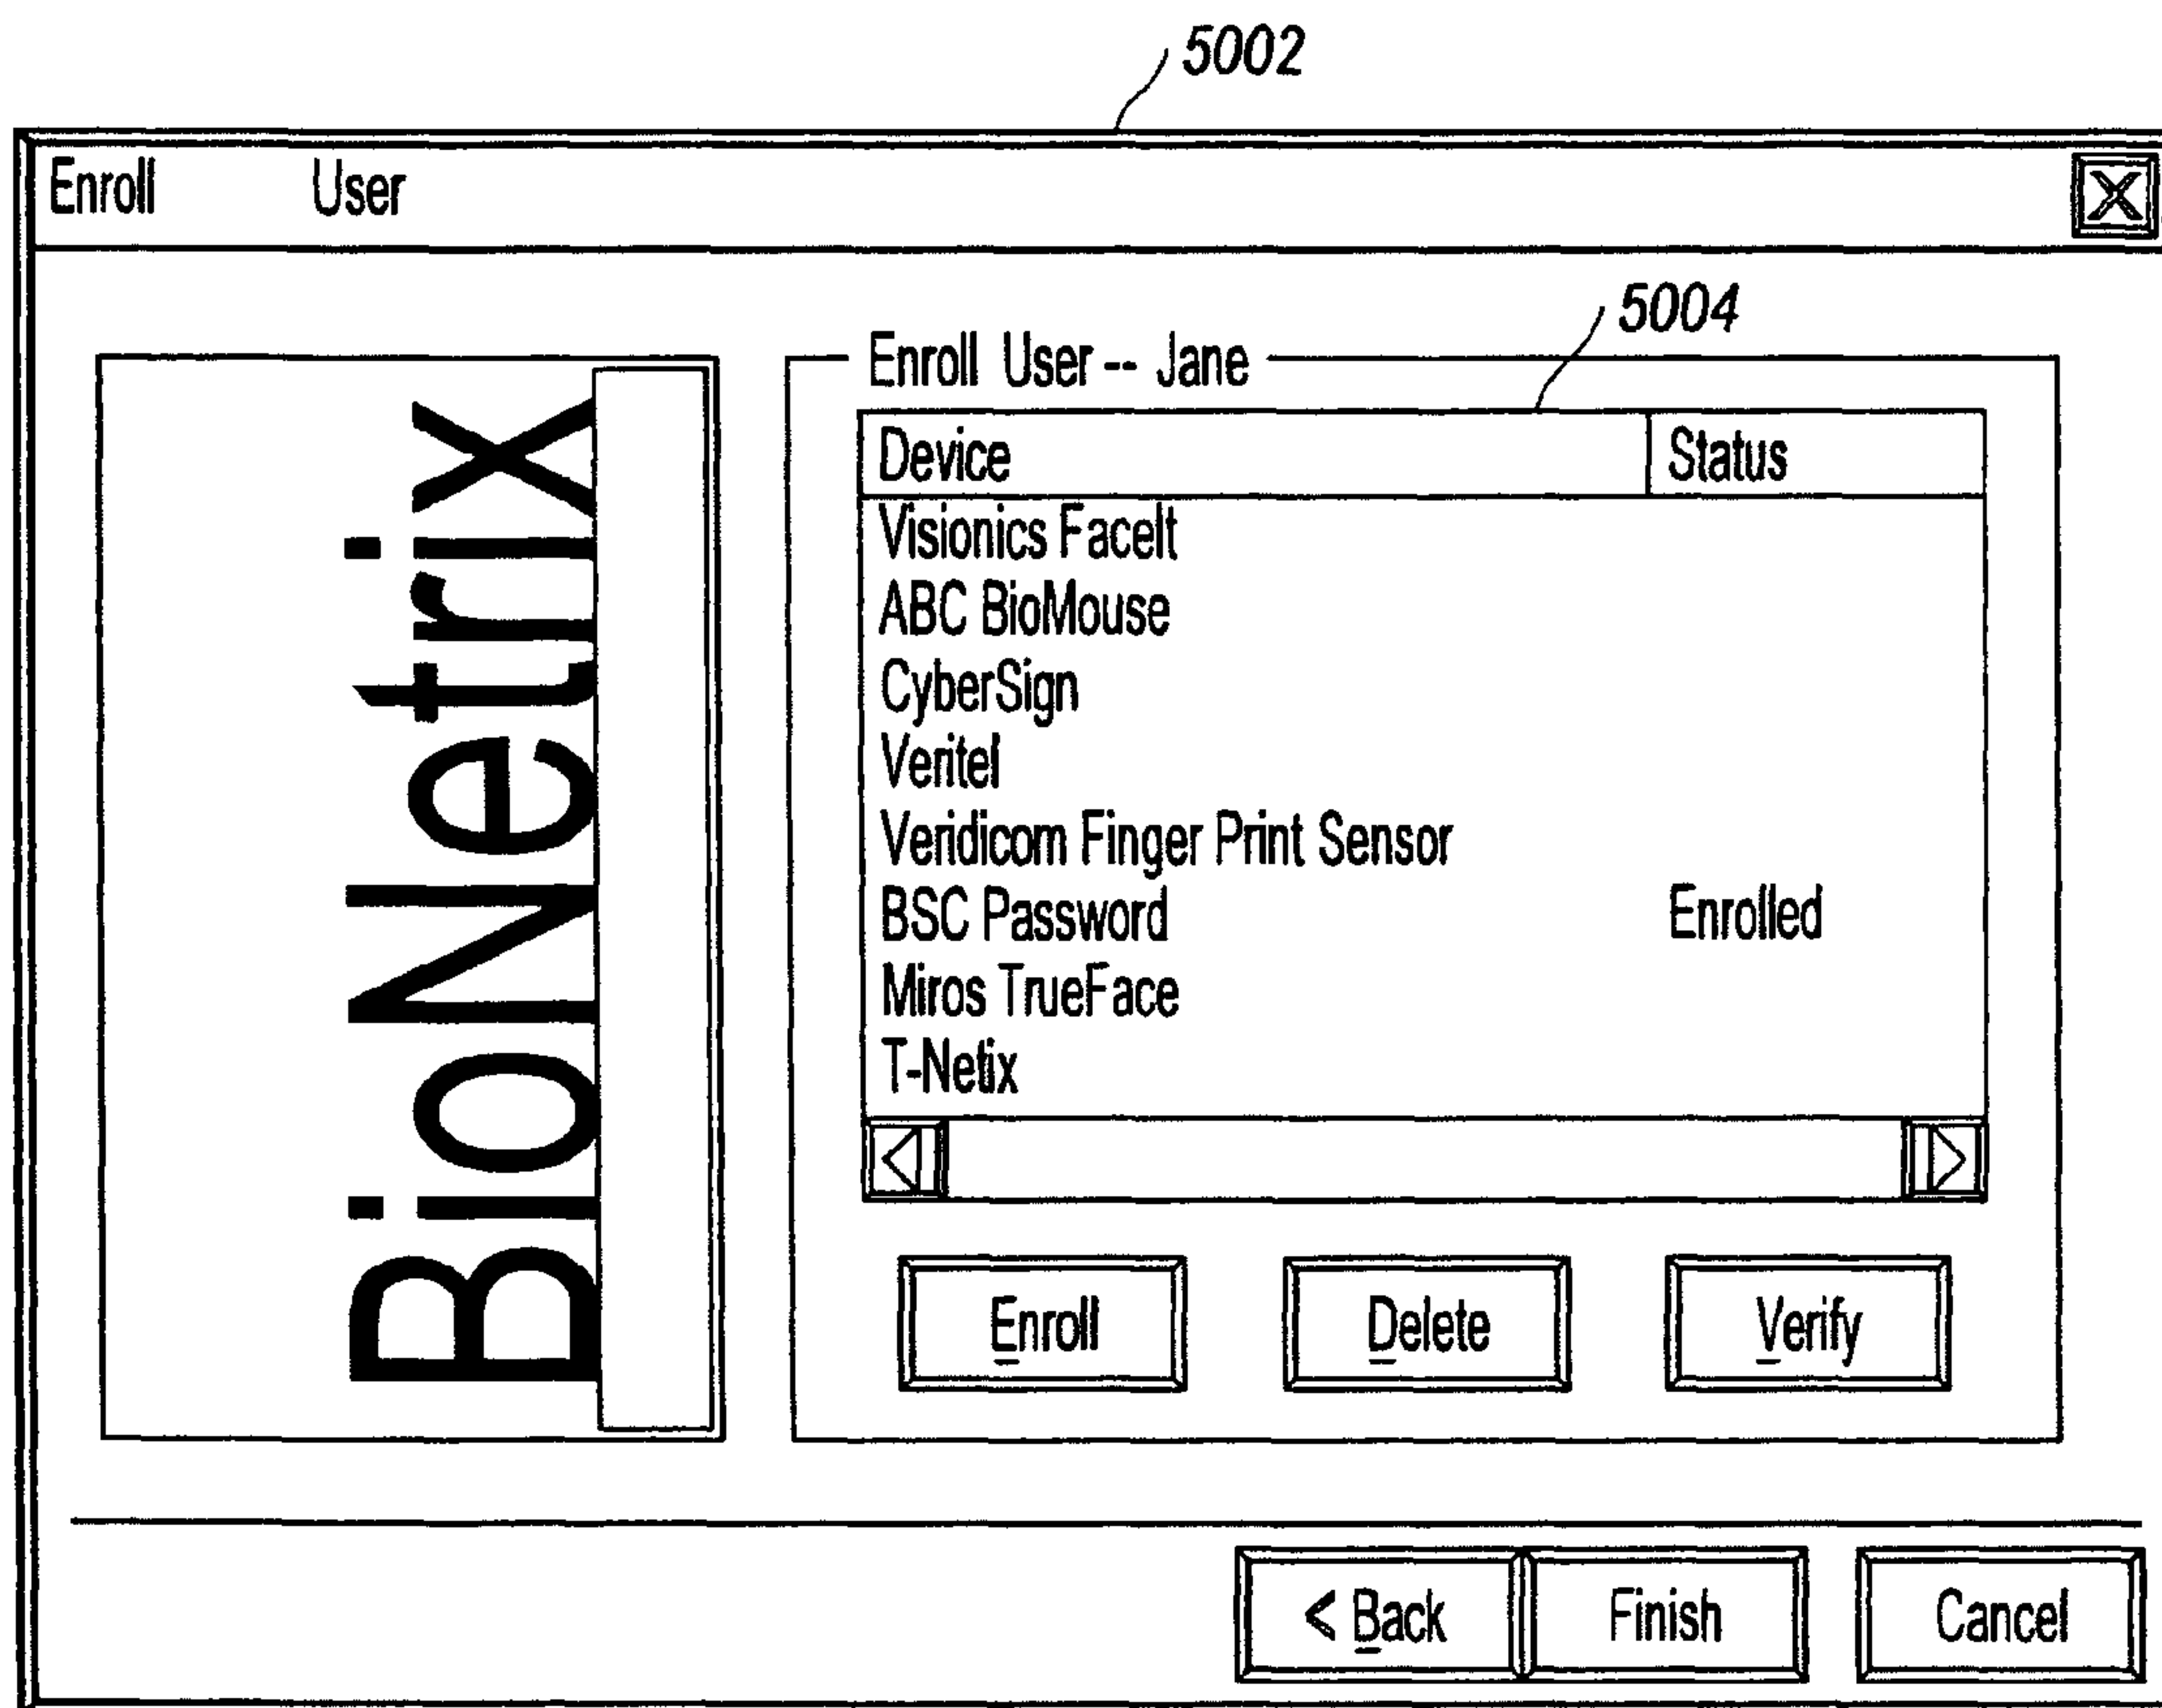 5002
Enroll User X
5004
BioNetrix
Enroll User -- Jane
Device Status
Visionics FaceIt
ABC BioMouse
CyberSign
Veritel
Veridicom Finger Print Sensor
BSC Password Enrolled
Miros TrueFace
T-Netix
Enroll Delete Verify
< Back Finish Cancel